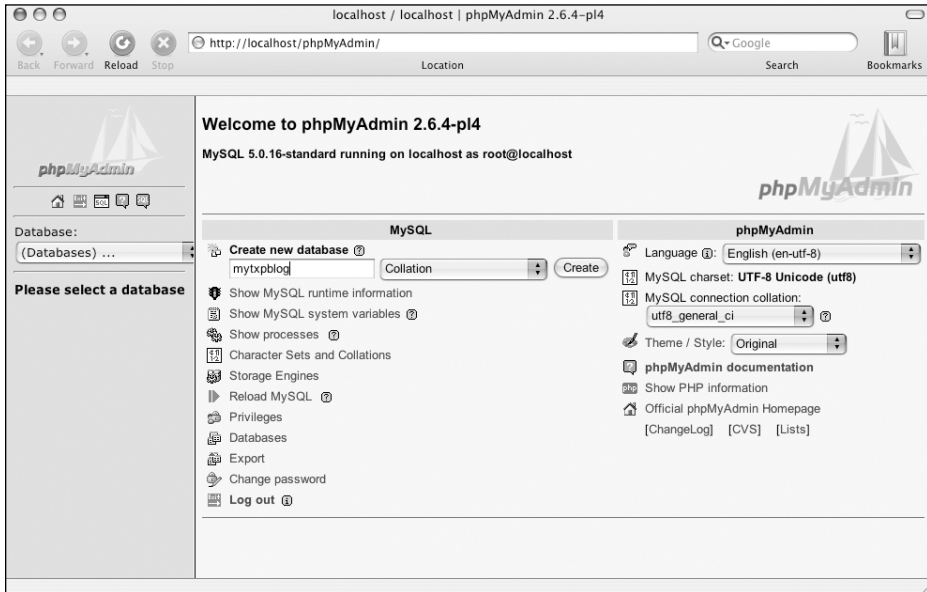 localhost / localhost | phpMyAdmin 2.6.4-pl4
http://localhost/phpMyAdmin/
Google
Back Forward Reload Stop Location Search Bookmarks
phpMyAdmin
SQL
Database:
(Databases) ...
Please select a database
Welcome to phpMyAdmin 2.6.4-pl4
MySQL 5.0.16-standard running on localhost as root@localhost
phpMyAdmin
MySQL
Create new database
mytxpblog Collation Create
Show MySQL runtime information
Show MySQL system variables
Show processes
Character Sets and Collations
Storage Engines
Reload MySQL
Privileges
Databases
Export
Change password
Log out
phpMyAdmin
Language : English (en-utf-8)
MySQL charset: UTF-8 Unicode (utf8)
MySQL connection collation:
utf8_general_ci
Theme / Style: Original
phpMyAdmin documentation
php Show PHP information
Official phpMyAdmin Homepage
[ChangeLog] [CVS] [Lists]